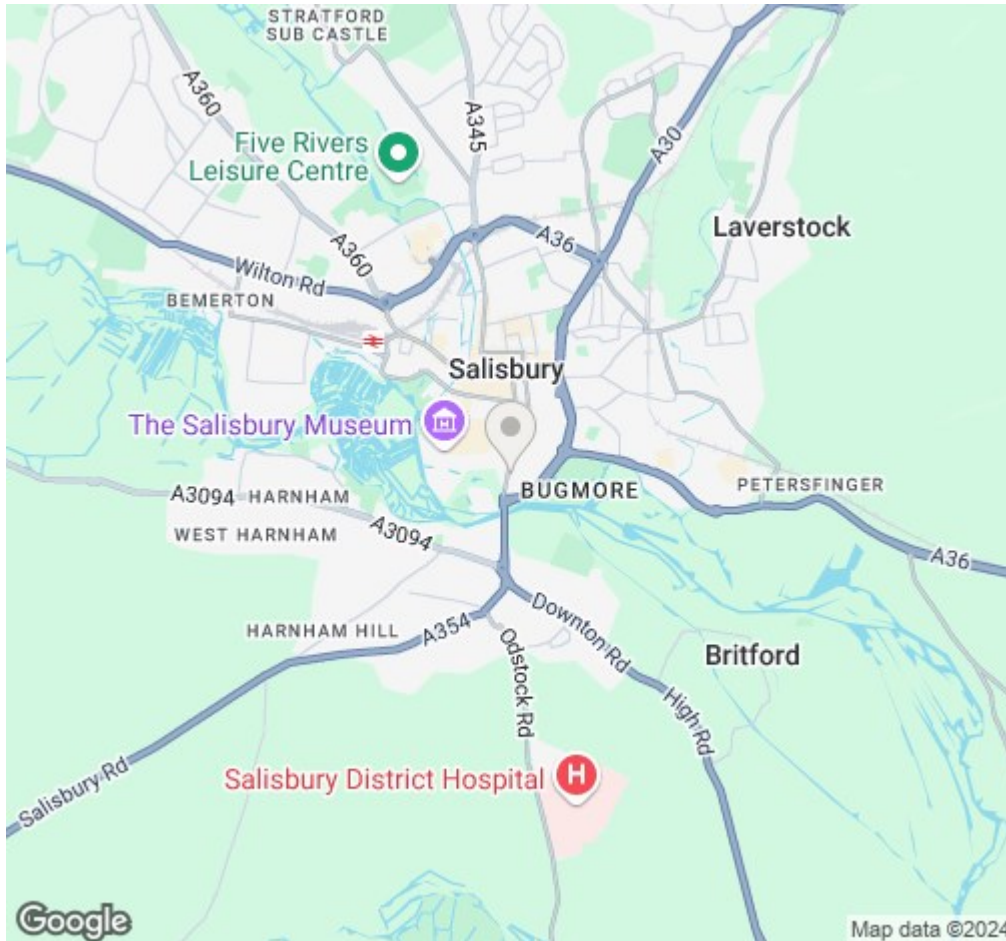 STRATFORD
SUB CASTLE
A360
A345
A30
Five Rivers
Leisure Centre
Laverstock
A36
A360
Wilton Rd
BEMERTON
Salisbury
The Salisbury Museum
BUGMORE
PETERSFINGER
A3094
HARNHAM
A3094
WEST HARNHAM
A36
Downton Rd
HARNHAM HILL
A354
Odstock Rd
Britford
High Rd
Salisbury District Hospital
H
Salisbury Rd
Google
Map data ©2024